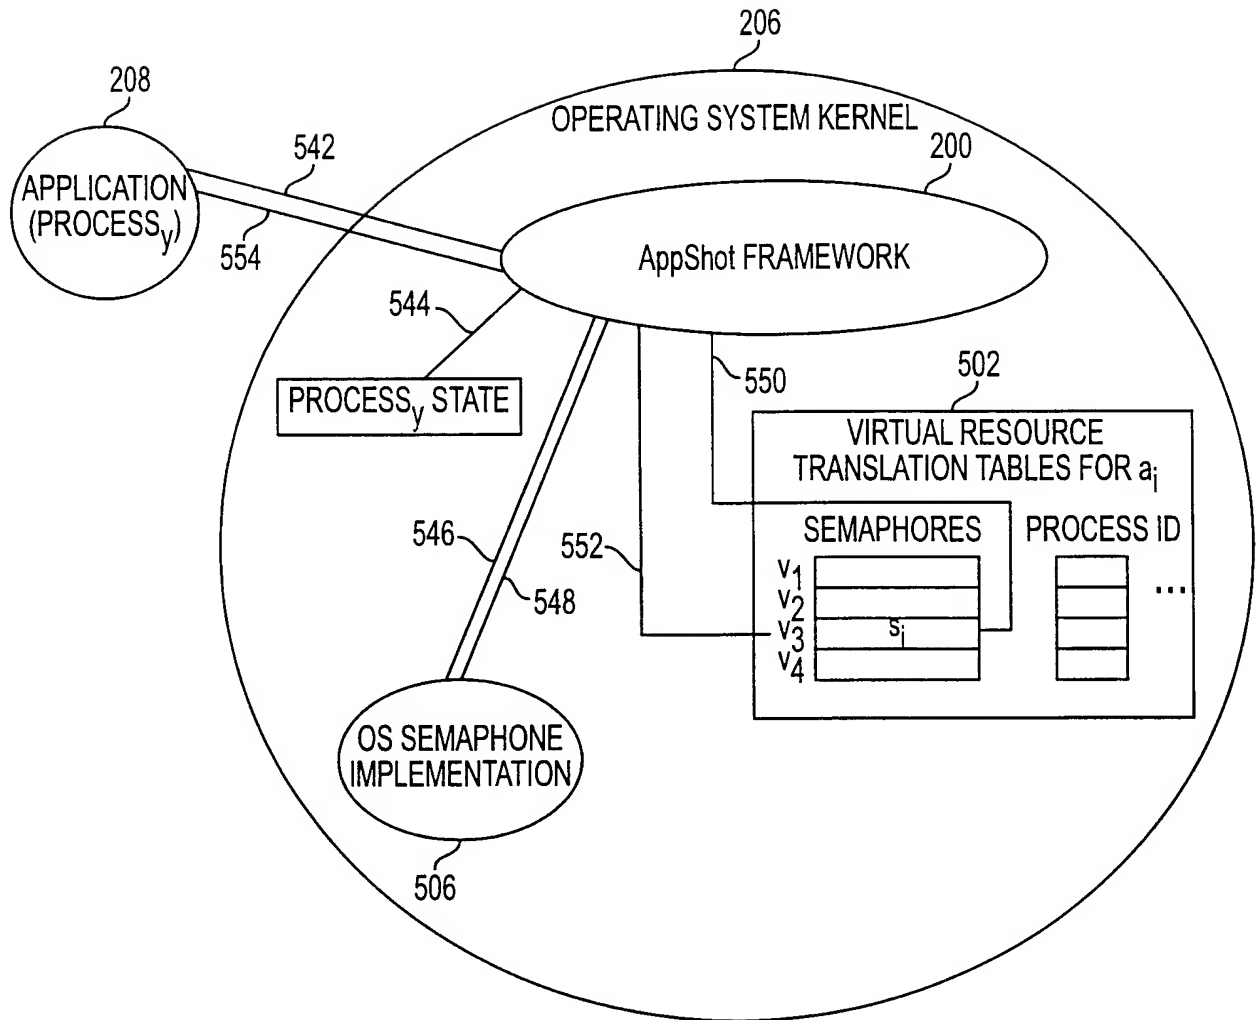 206
208
OPERATING SYSTEM KERNEL
542
200
APPLICATION
(PROCESSy)
554
AppShot FRAMEWORK
544
550
502
PROCESSy STATE
VIRTUAL RESOURCE
TRANSLATION TABLES FOR ai
SEMAPHORES
PROCESS ID
546
552
v1
v2
...
548
v3
si
v4
OS SEMAPHONE
IMPLEMENTATION
506